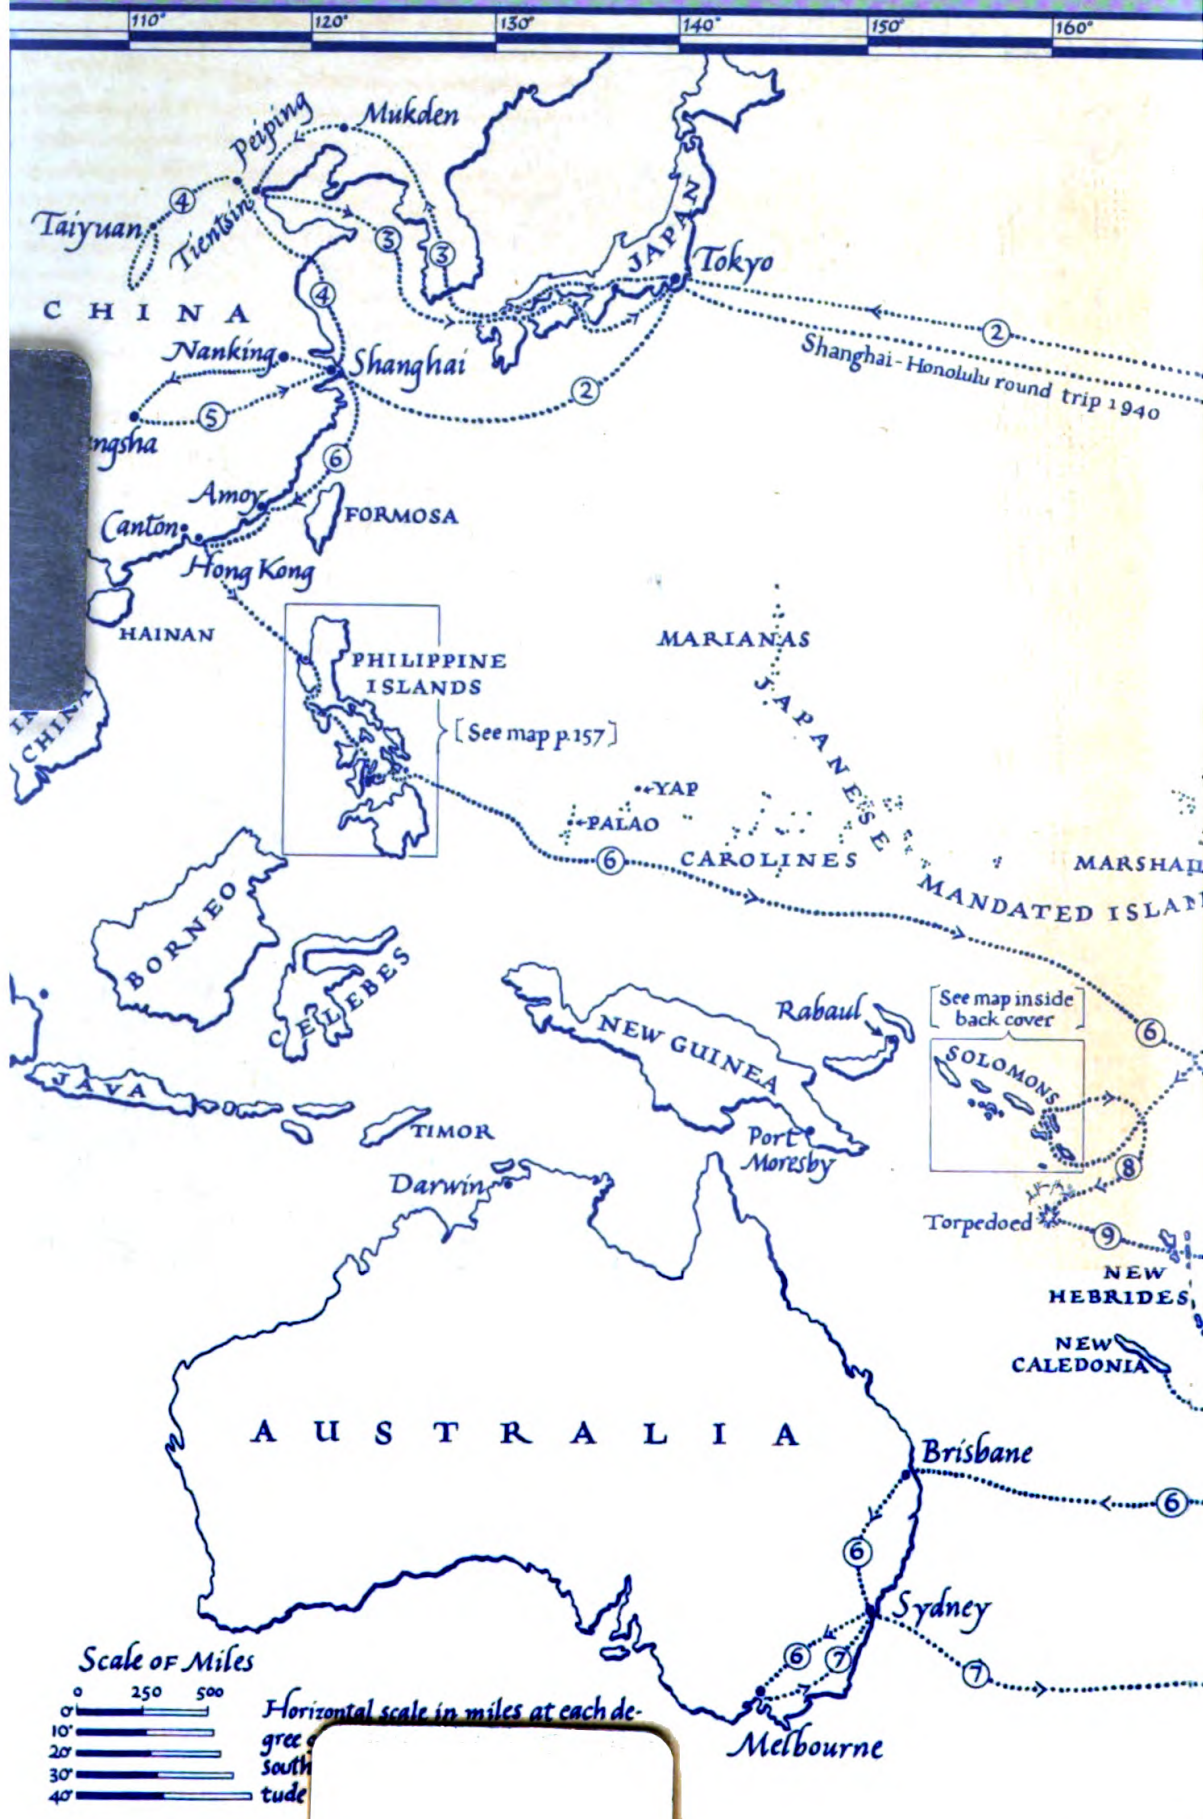 110°
120°
130°
140°
150°
160°
Peiping
Mukden
4
Taiyuan
Tientsin
3
3
JAPAN
Tokyo
CHINA
4
2
Nanking
Shanghai
Shanghai-Honolulu round trip 1940
2
5
ngsha
6
Amoy
FORMOSA
Canton
Hong Kong
HAINAN
MARIANAS
PHILIPPINE
ISLANDS
[See map p.157]
CHINA
JAPANESE
YAP
PALAO
6
CAROLINES
MARSHALL
MANDATED ISLAN
BORNEO
CELEBES
[See map inside
back cover]
Rabaul
6
NEW GUINEA
SOLOMONS
JAVA
TIMOR
Port
Moresby
8
Darwin
Torpedoed
9
NEW
HEBRIDES
NEW
CALEDONIA
AUSTRALIA
Brisbane
6
6
Sydney
6
7
7
Melbourne
Scale of Miles
0 250 500
0°
10°
20°
30°
40°
Horizontal scale in miles at each de-
gree
south
tude